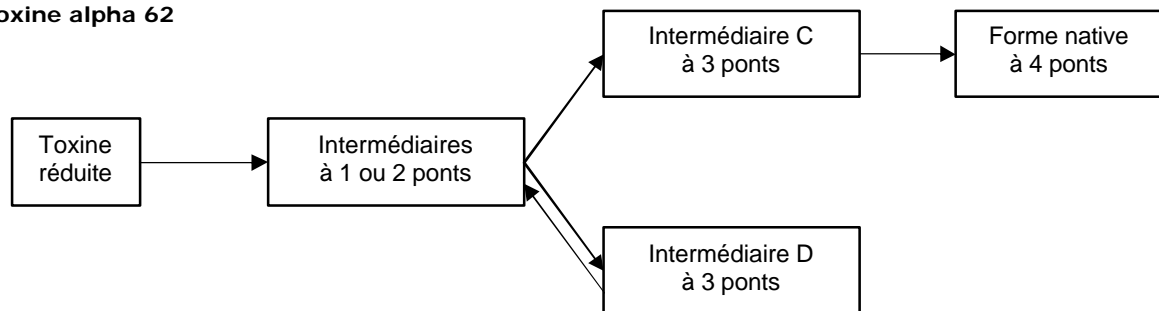 oxine alpha 62
Intermédiaire C
à 3 ponts
Forme native
à 4 ponts
Toxine
réduite
Intermédiaires
à 1 ou 2 ponts
Intermédiaire D
à 3 ponts